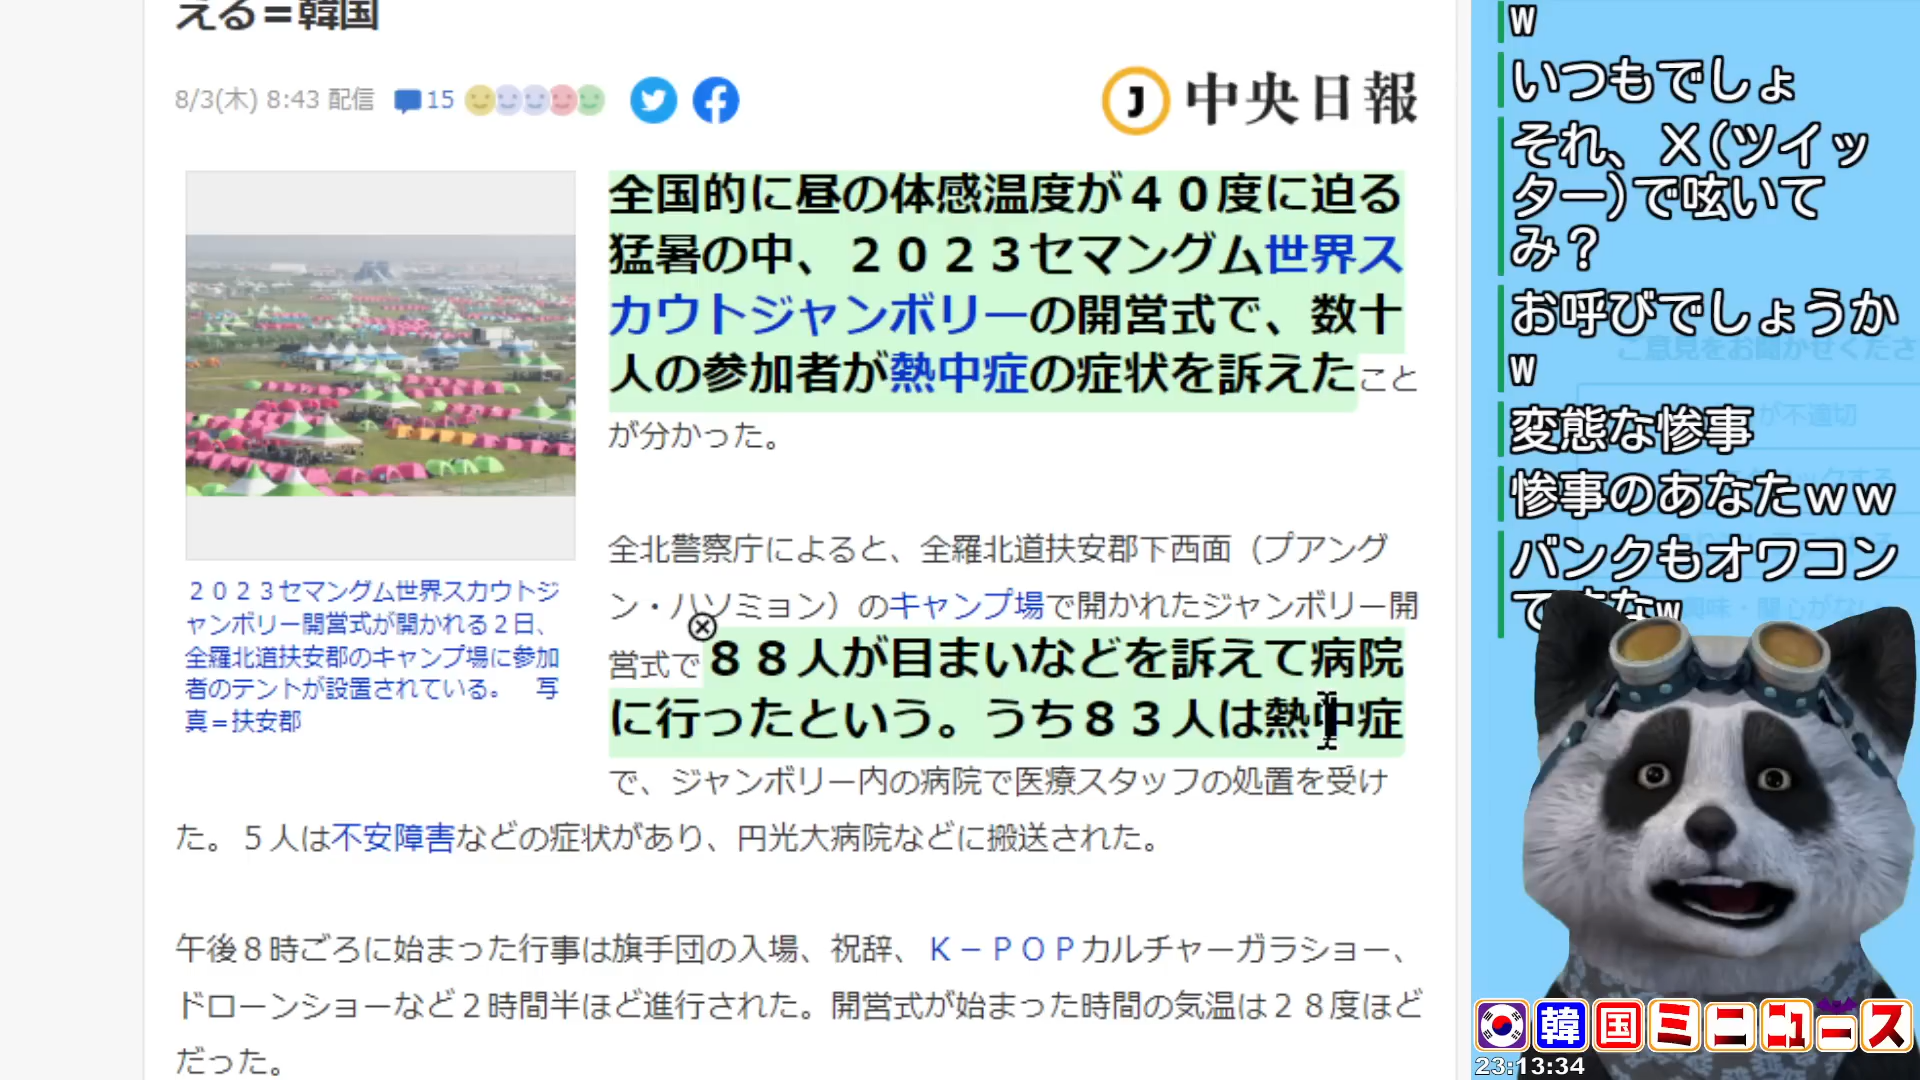 える＝韓国
8/3(木) 8:43 配信
15
J 中央日報
全国的に昼の体感温度が４０度に迫る
猛暑の中、２０２３セマングム世界ス
カウトジャンボリーの開営式で、数十
人の参加者が熱中症の症状を訴えたこと
が分かった。
２０２３セマングム世界スカウトジ
ャンボリー開営式が開かれる２日、
全羅北道扶安郡のキャンプ場に参加
者のテントが設置されている。　写
真＝扶安郡
全北警察庁によると、全羅北道扶安郡下西面（プアング
ン・ハソミョン）のキャンプ場で開かれたジャンボリー開
営式で８８人が目まいなどを訴えて病院
に行ったという。うち８３人は熱中症
で、ジャンボリー内の病院で医療スタッフの処置を受け
た。５人は不安障害などの症状があり、円光大病院などに搬送された。
午後８時ごろに始まった行事は旗手団の入場、祝辞、Ｋ－ＰＯＰカルチャーガラショー、
ドローンショーなど２時間半ほど進行された。開営式が始まった時間の気温は２８度ほど
だった。
w
いつもでしょ
それ、Ｘ(ツイッ
ター)で呟いて
み？
お呼びでしょうか
w
変態な惨事
惨事のあなたｗｗ
バンクもオワコン
ご意見をお聞かせくださ
が不適切
興味・関心がない
韓国ミニニュース
23:13:34